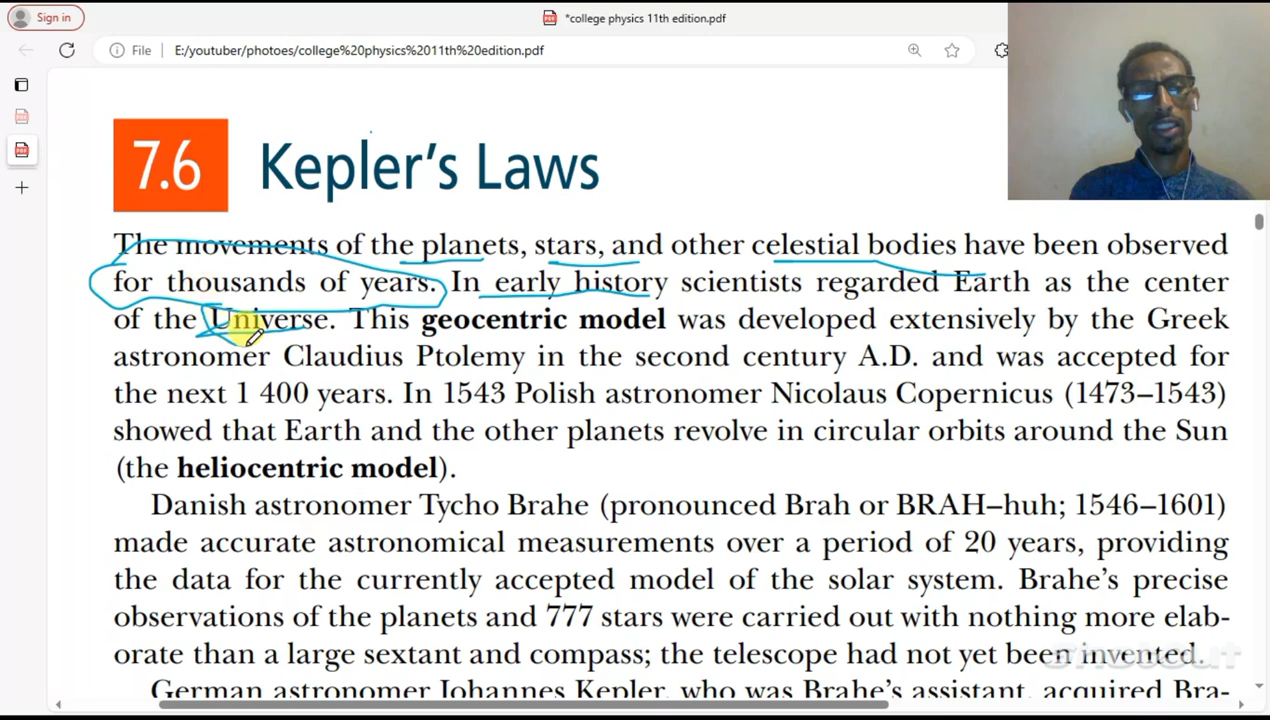 Sign in
*college physics 11th edition.pdf
File
E:/youtuber/photoes/college%20physics%2011th%20edition.pdf
7.6 Kepler's Laws
The movements of the planets, stars, and other celestial bodies have been observed
for thousands of years. In early history scientists regarded Earth as the center
of the Universe. This geocentric model was developed extensively by the Greek
astronomer Claudius Ptolemy in the second century A.D. and was accepted for
the next 1 400 years. In 1543 Polish astronomer Nicolaus Copernicus (1473–1543)
showed that Earth and the other planets revolve in circular orbits around the Sun
(the heliocentric model).
Danish astronomer Tycho Brahe (pronounced Brah or BRAH–huh; 1546–1601)
made accurate astronomical measurements over a period of 20 years, providing
the data for the currently accepted model of the solar system. Brahe's precise
observations of the planets and 777 stars were carried out with nothing more elab-
orate than a large sextant and compass; the telescope had not yet been invented.
shotcut
German astronomer Johannes Kepler, who was Brahe's assistant, acquired Bra-